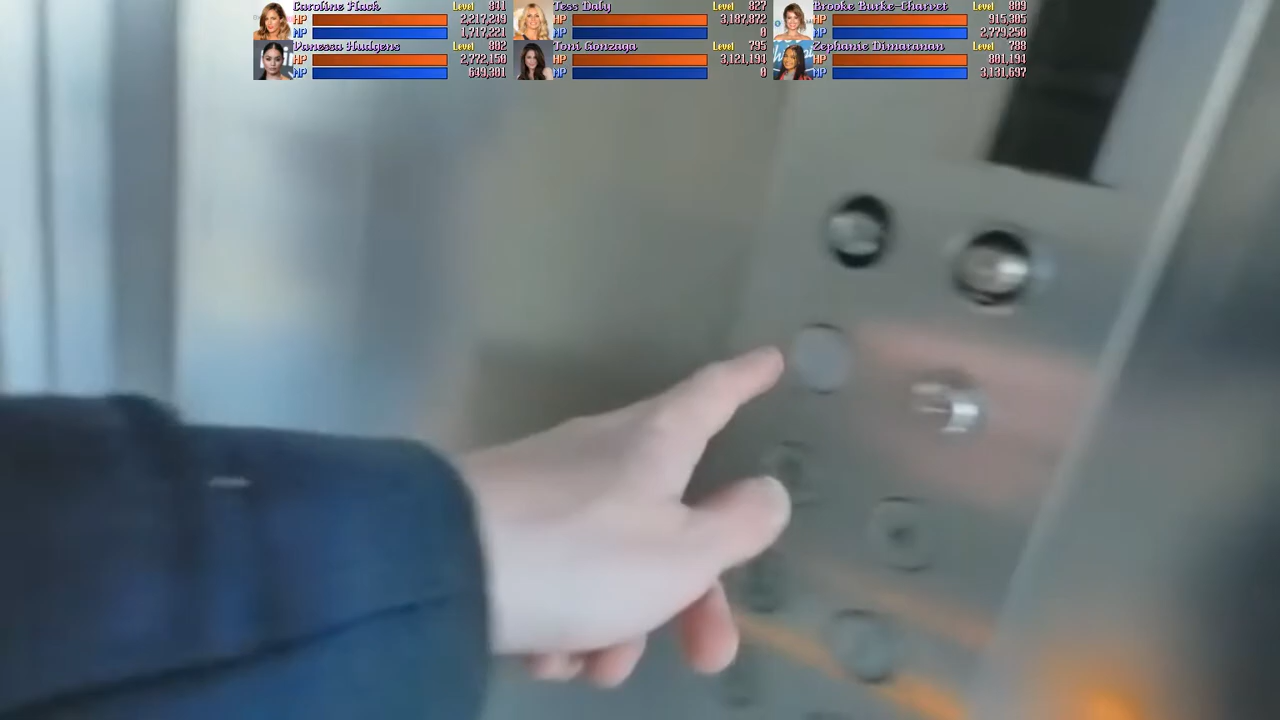 Caroline Flack Level 841
HP 2,217,219
MP 1,717,221
Tess Daly Level 827
HP 3,187,872
MP 0
Brooke Burke-Charvet Level 809
HP 915,305
MP 2,779,250
Vanessa Hudgens Level 802
HP 2,772,150
MP 649,301
Toni Gonzaga Level 795
HP 3,121,194
MP 0
Zephanie Dimaranan Level 788
HP 881,194
MP 3,131,697